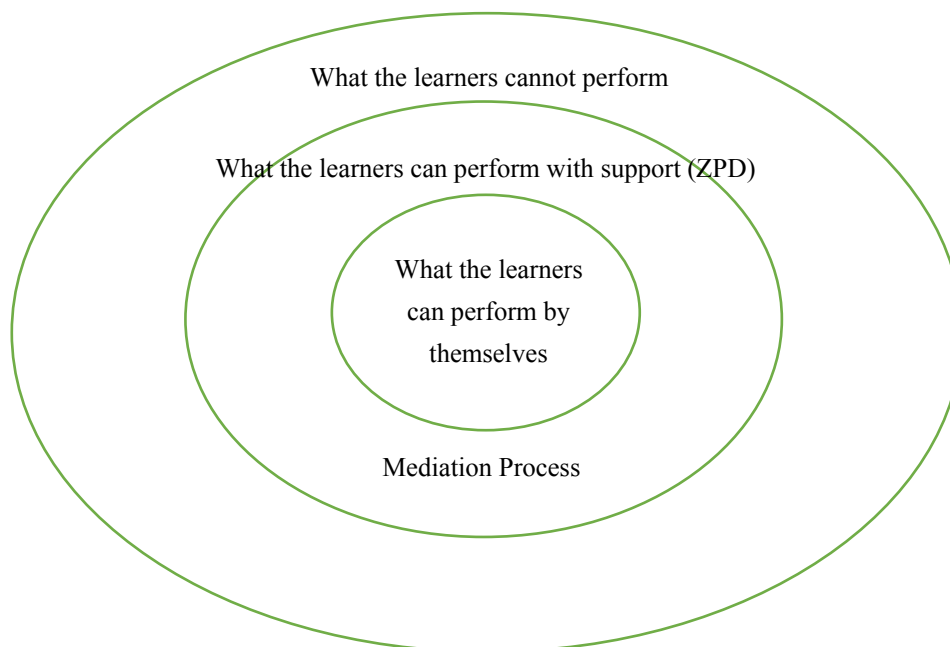 What the learners cannot perform
What the learners can perform with support (ZPD)
What the learners
can perform by
themselves
Mediation Process